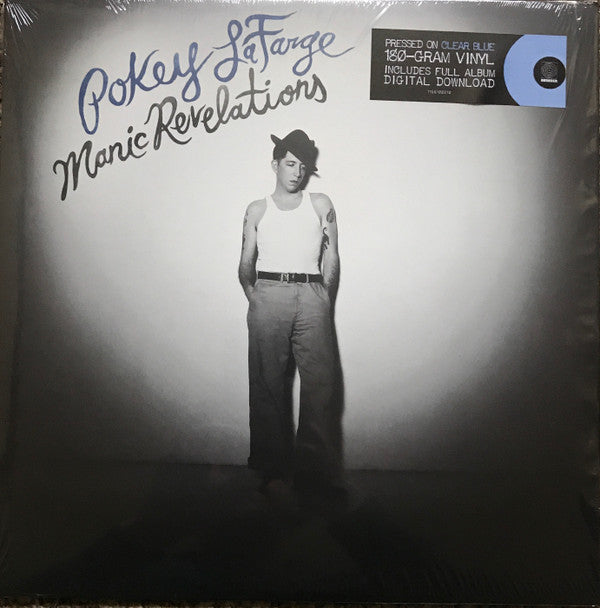 Pokey LaFarge
Manic Revelations
PRESSED ON CLEAR BLUE
180-GRAM VINYL
INCLUDES FULL ALBUM
DIGITAL DOWNLOAD